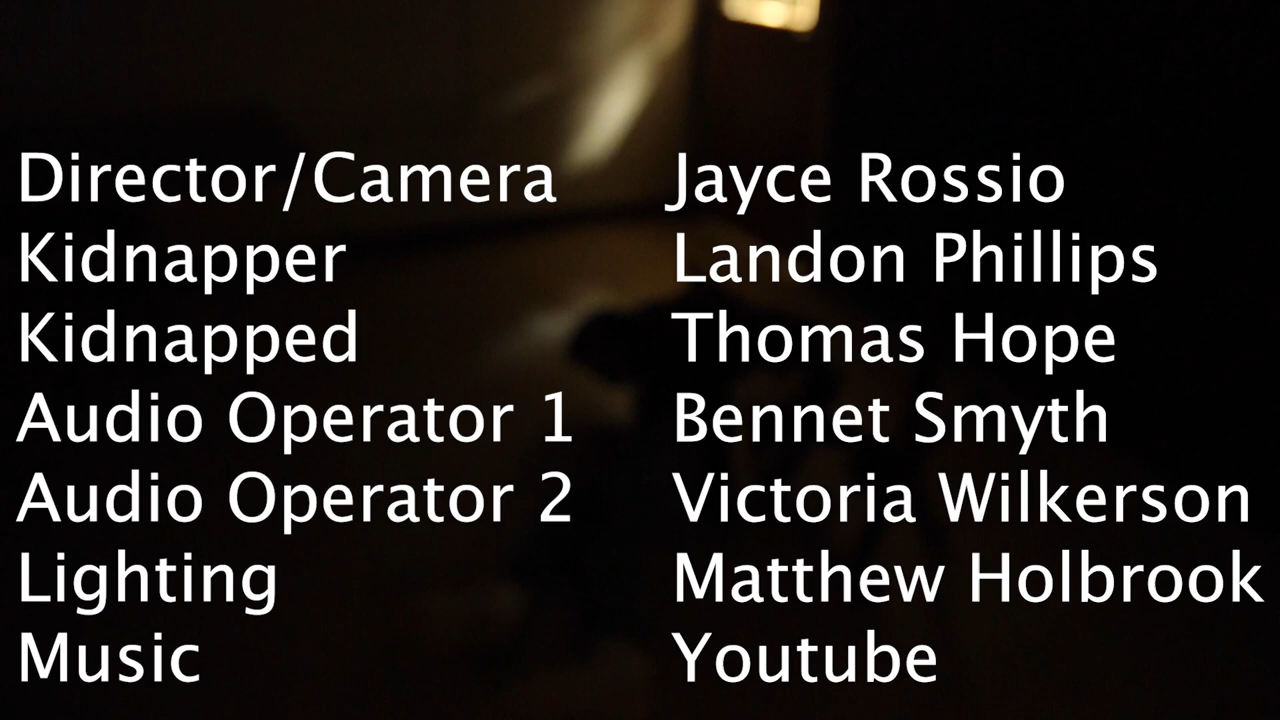 Director/Camera Jayce Rossio
Kidnapper Landon Phillips
Kidnapped Thomas Hope
Audio Operator 1 Bennet Smyth
Audio Operator 2 Victoria Wilkerson
Lighting Matthew Holbrook
Music Youtube